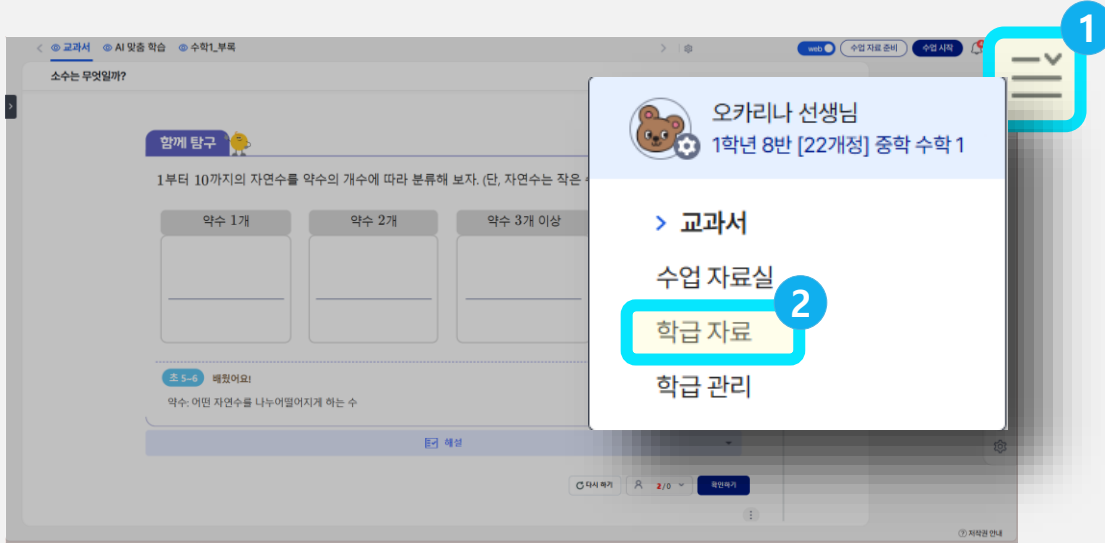 1
교과서 AI 맞춤 학습 수학1_부록
web 수업 자료 준비 수업 시작
소수는 무엇일까?
오카리나 선생님
1학년 8반 [22개정] 중학 수학 1
함께 탐구
1부터 10까지의 자연수를 약수의 개수에 따라 분류해 보자. (단, 자연수는 작은
약수 1개 약수 2개 약수 3개 이상
> 교과서
수업 자료실
2
학급 자료
학급 관리
초 5-6 배웠어요!
약수: 어떤 자연수를 나누어떨어지게 하는 수
해설
다시 하기 2/0 확인하기
? 저작권 안내